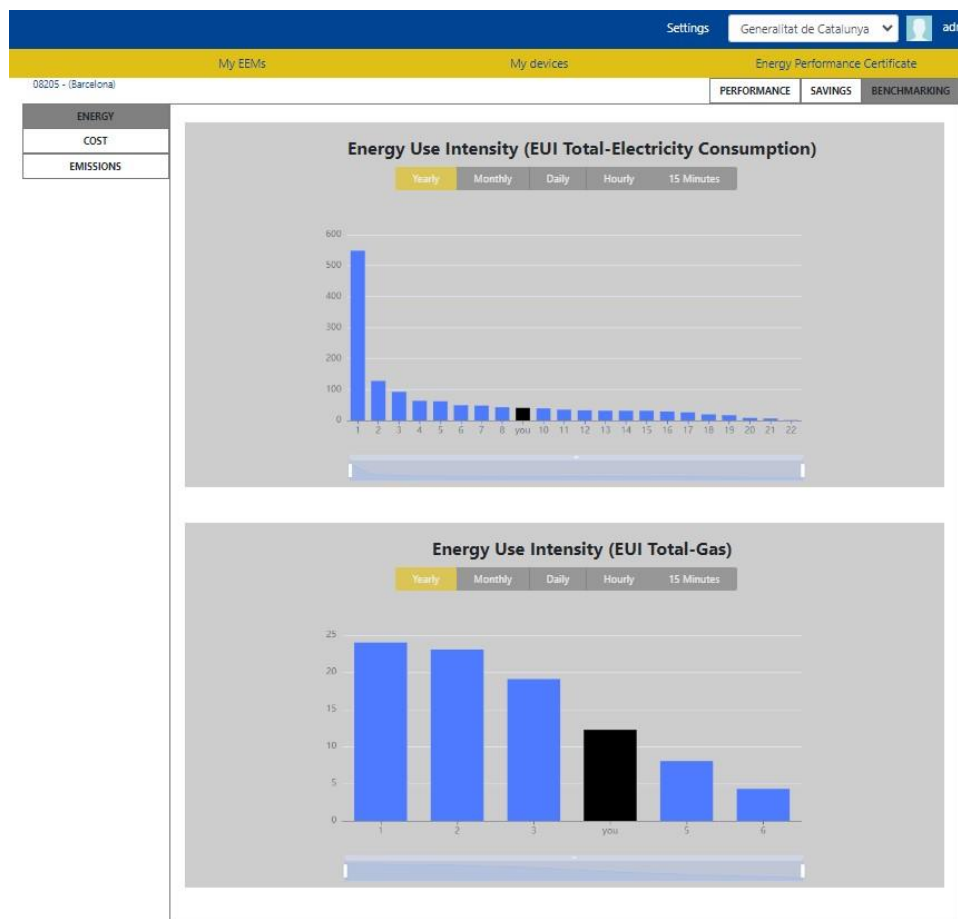 Settings Generalitat de Catalunya
My EEMs My devices Energy Performance Certificate
08205 - (Barcelona)
PERFORMANCE SAVINGS BENCHMARKING
ENERGY
COST
EMISSIONS
Energy Use Intensity (EUI Total-Electricity Consumption)
Yearly Monthly Daily Hourly 15 Minutes
600
500
400
300
200
100
0
1 2 3 4 5 6 7 8 you 10 11 12 13 14 15 16 17 18 19 20 21 22
Energy Use Intensity (EUI Total-Gas)
Yearly Monthly Daily Hourly 15 Minutes
25
20
15
10
5
0
1 2 3 you 5 6